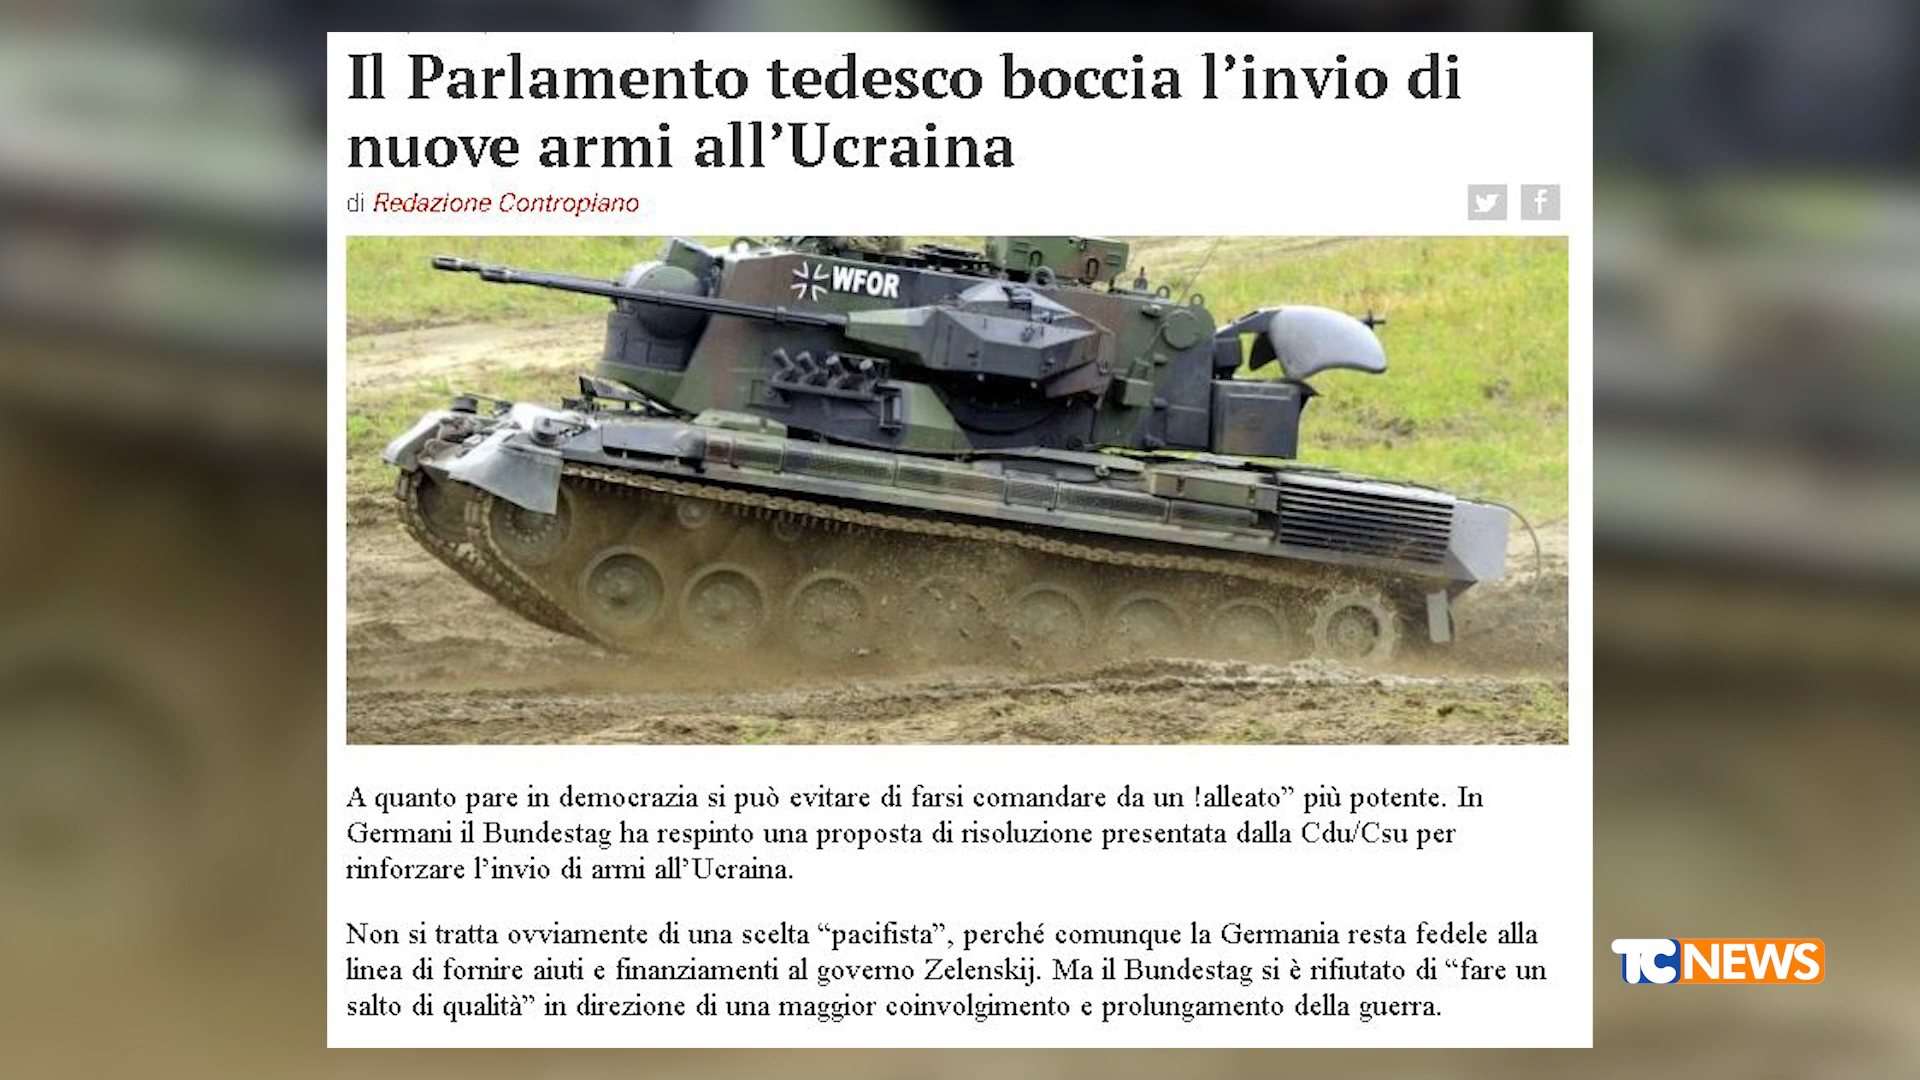 Il Parlamento tedesco boccia l’invio di
nuove armi all’Ucraina
di Redazione Contropiano
WFOR
A quanto pare in democrazia si può evitare di farsi comandare da un !alleato” più potente. In
Germani il Bundestag ha respinto una proposta di risoluzione presentata dalla Cdu/Csu per
rinforzare l’invio di armi all’Ucraina.
Non si tratta ovviamente di una scelta “pacifista”, perché comunque la Germania resta fedele alla
linea di fornire aiuti e finanziamenti al governo Zelenskij. Ma il Bundestag si è rifiutato di “fare un
salto di qualità” in direzione di una maggior coinvolgimento e prolungamento della guerra.
TC NEWS